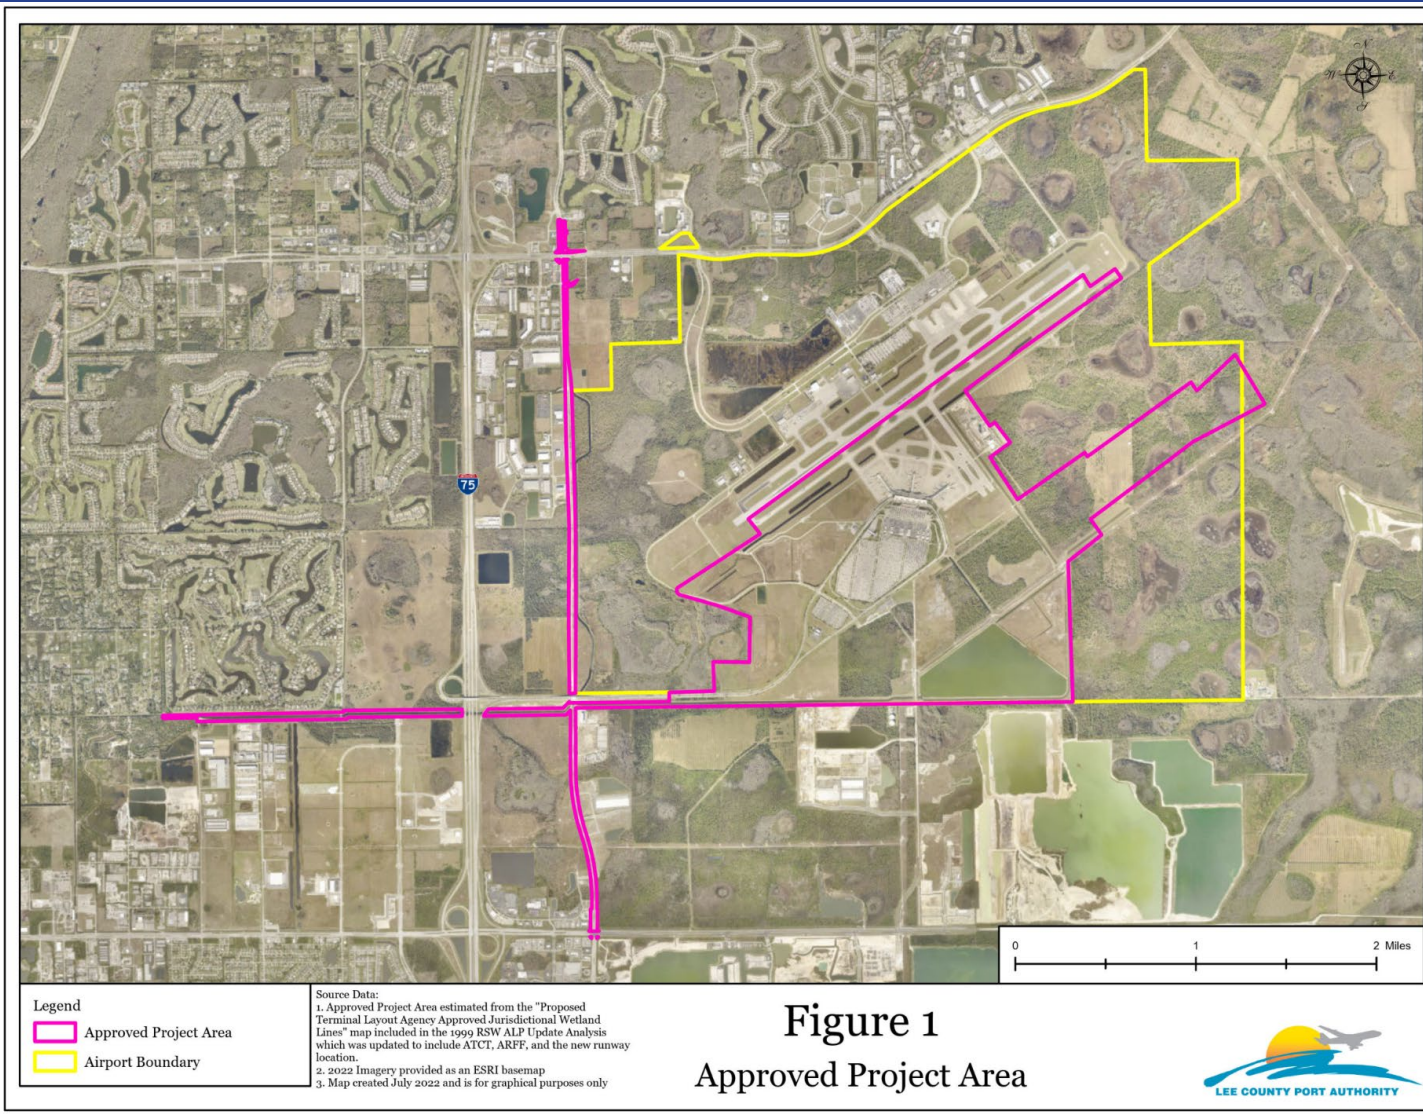 N
W
E
S
75
0 1 2 Miles
Legend
Approved Project Area
Airport Boundary
Source Data:
1. Approved Project Area estimated from the "Proposed
Terminal Layout Agency Approved Jurisdictional Wetland
Lines" map included in the 1999 RSW ALP Update Analysis
which was updated to include ATCT, ARFF, and the new runway
location.
2. 2022 Imagery provided as an ESRI basemap
3. Map created July 2022 and is for graphical purposes only
Figure 1
Approved Project Area
LEE COUNTY PORT AUTHORITY